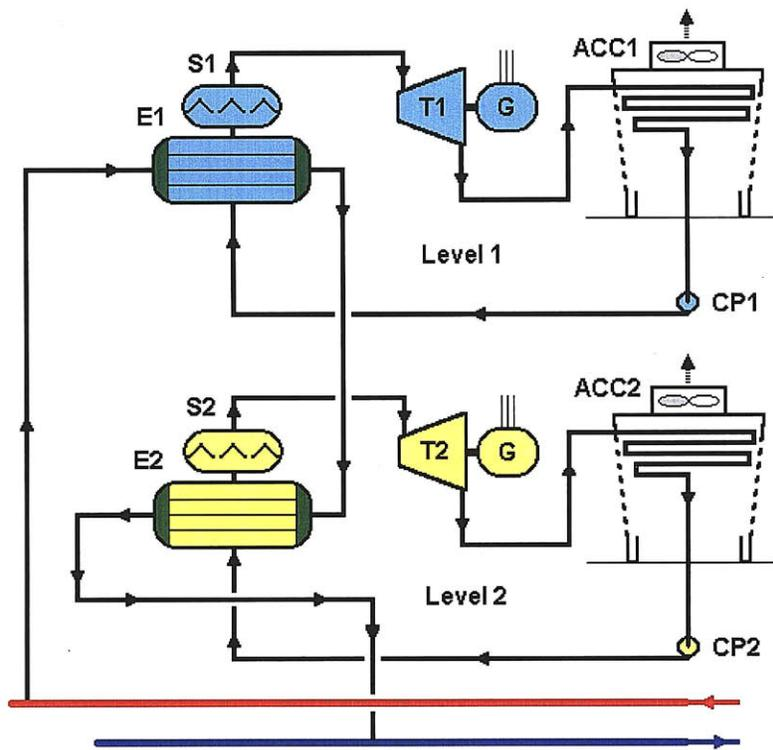 S1
ACC1
E1
T1
G
Level 1
CP1
S2
ACC2
E2
T2
G
Level 2
CP2